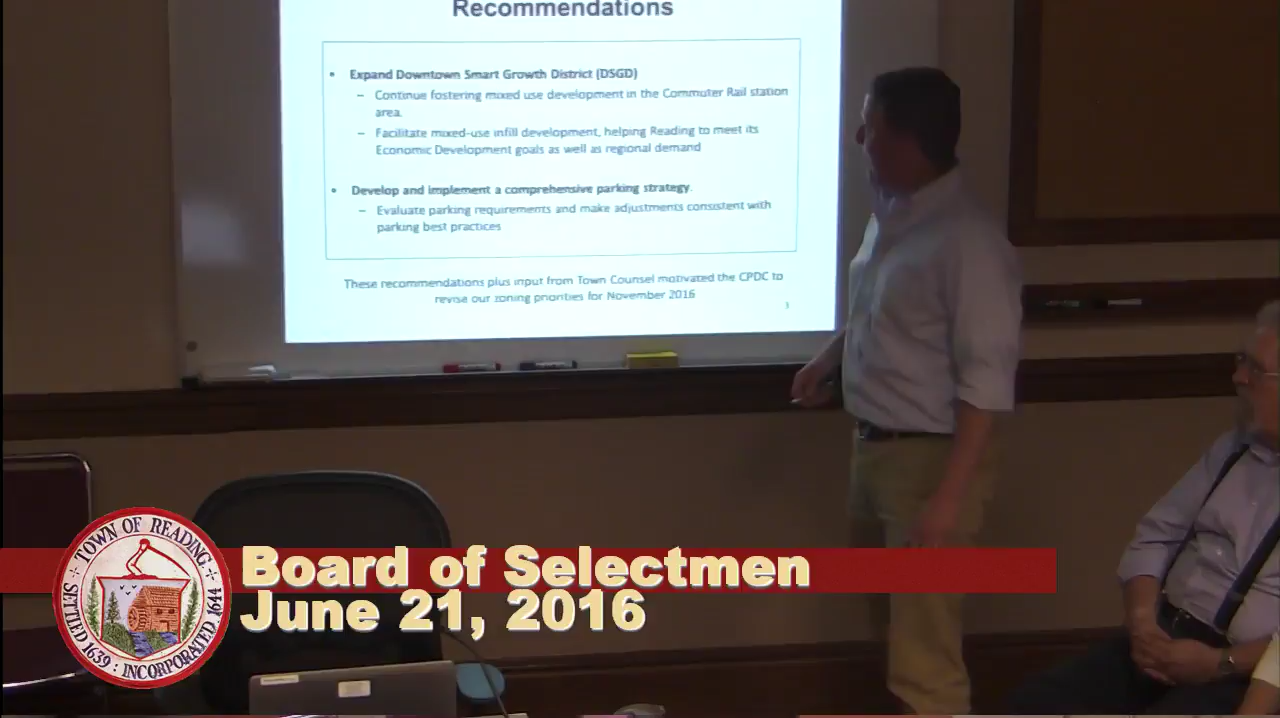 Recommendations
• Expand Downtown Smart Growth District (DSGD)
– Continue fostering mixed use development in the Commuter Rail station
area.
– Facilitate mixed-use infill development, helping Reading to meet its
Economic Development goals as well as regional demand
• Develop and implement a comprehensive parking strategy.
– Evaluate parking requirements and make adjustments consistent with
parking best practices
These recommendations plus input from Town Counsel motivated the CPDC to
revise our zoning priorities for November 2016
3
TOWN OF READING
SETTLED 1639 : INCORPORATED 1644
Board of Selectmen
June 21, 2016